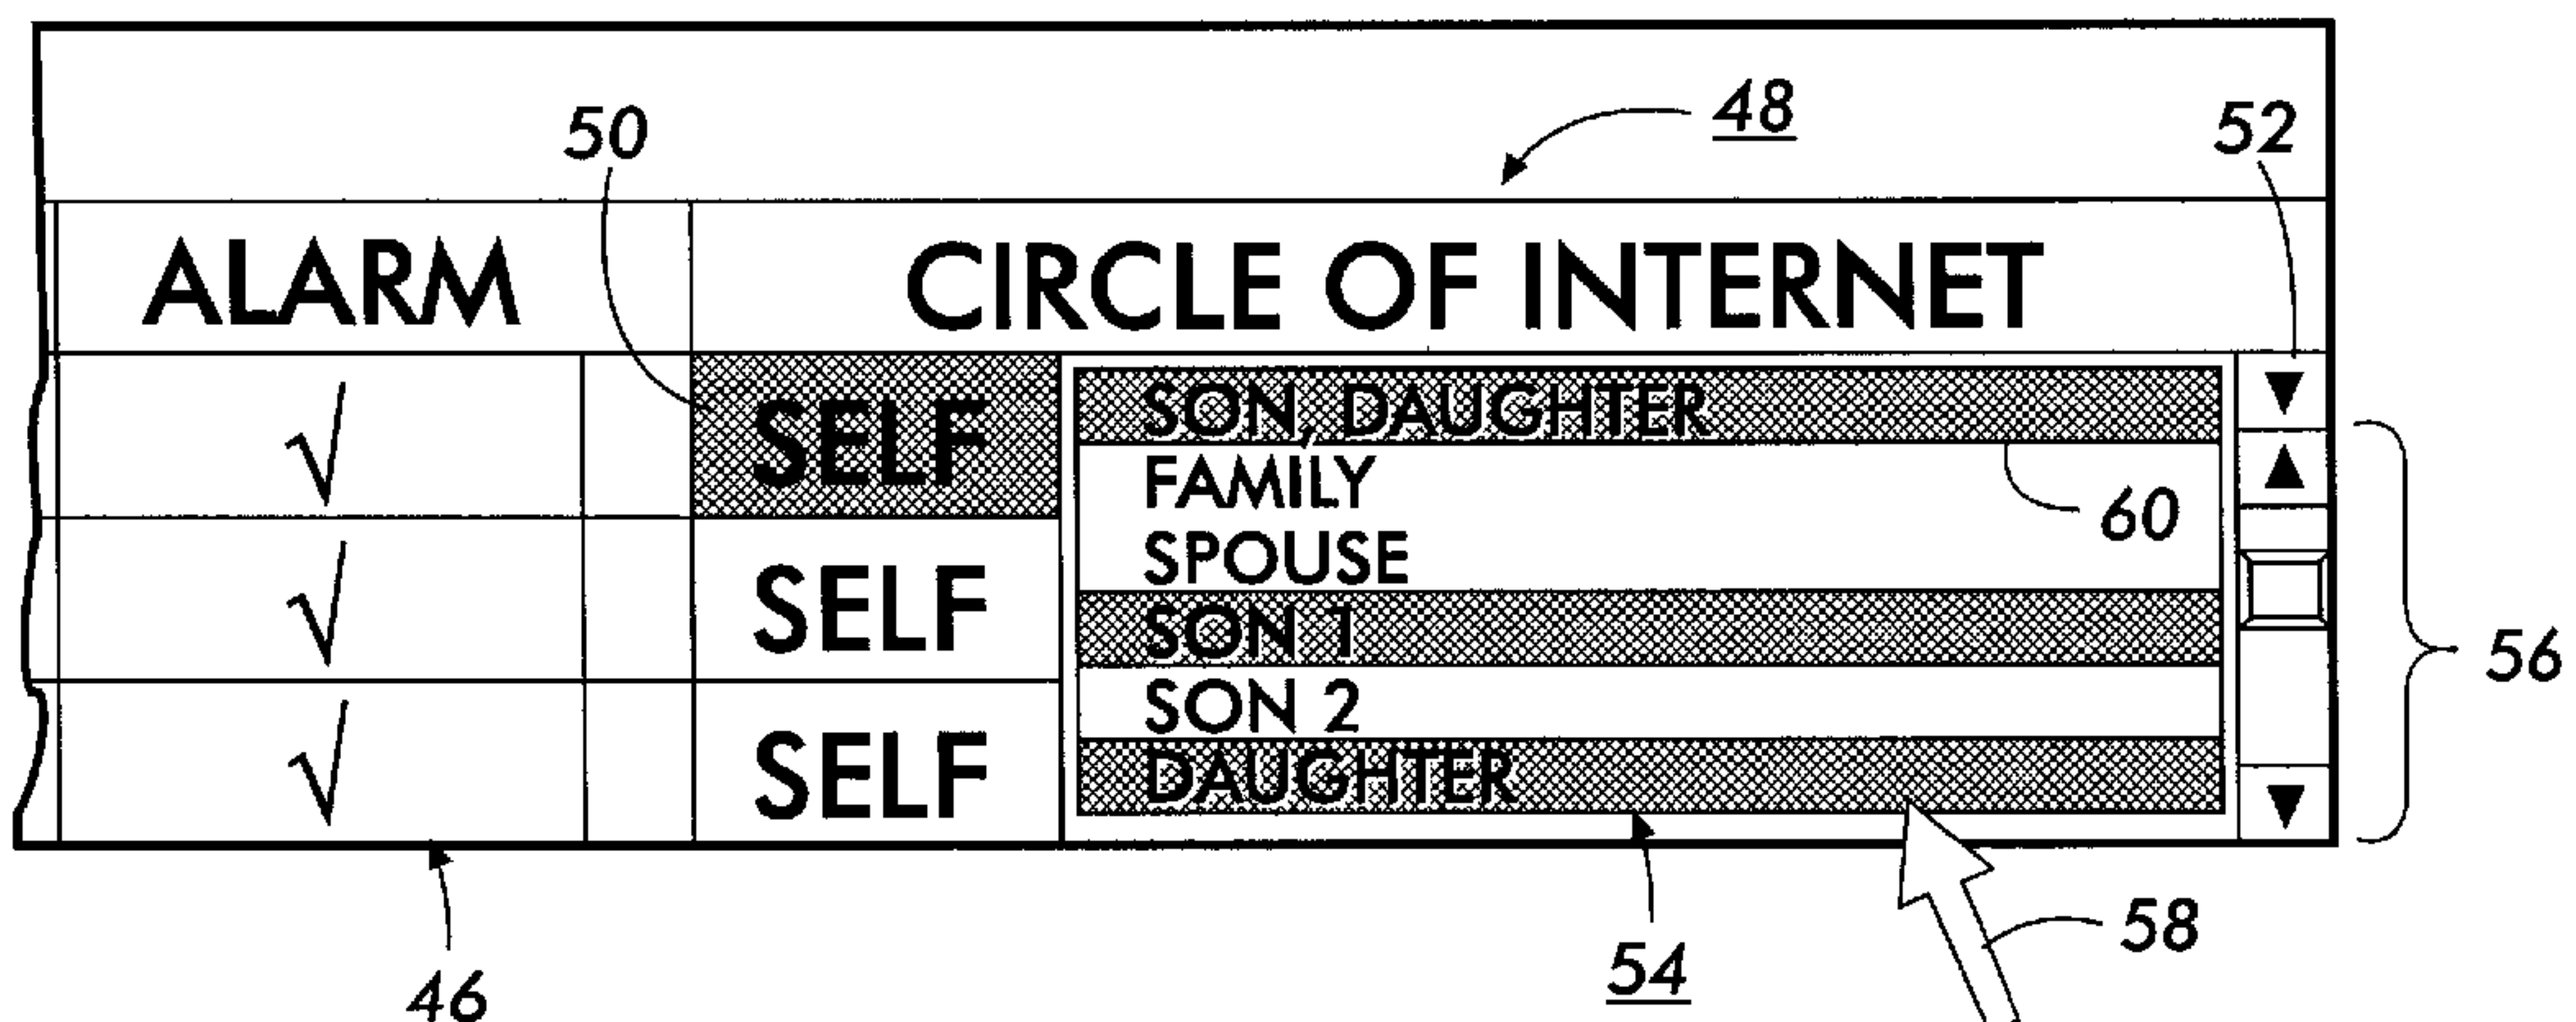 50
48
52
ALARM CIRCLE OF INTERNET
√ SELF SON, DAUGHTER
FAMILY
60
SPOUSE
√ SELF SON 1
56
SON 2
√ SELF DAUGHTER
58
54
46